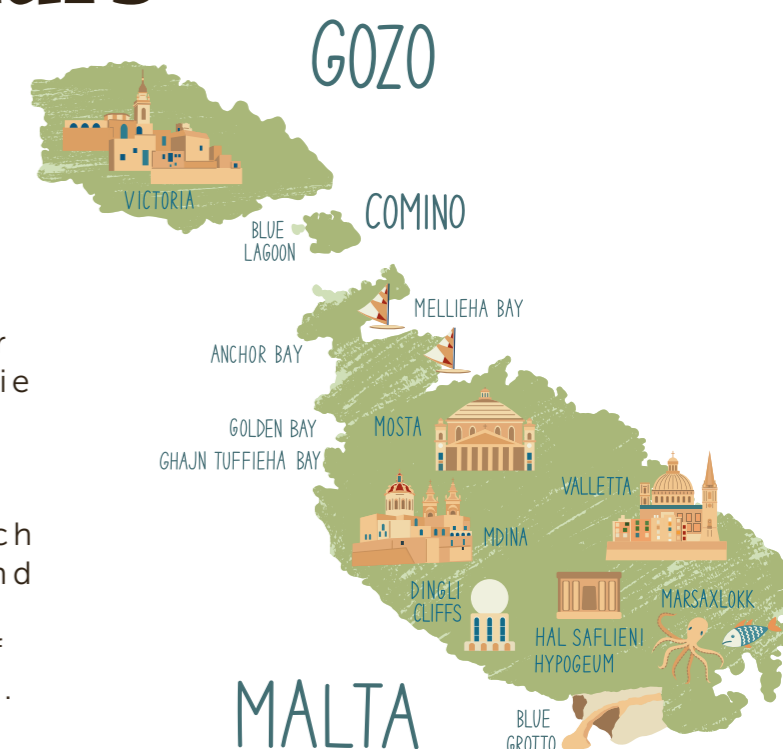 GOZO
VICTORIA
COMINO
BLUE
LAGOON
MELLIEHA BAY
ANCHOR BAY
GOLDEN BAY
GHAJN TUFFIEHA BAY
MOSTA
VALLETTA
MDINA
DINGLI
CLIFFS
MARSAXLOKK
HAL SAFLIENI
HYPOGEUM
MALTA
BLUE
GROTTO